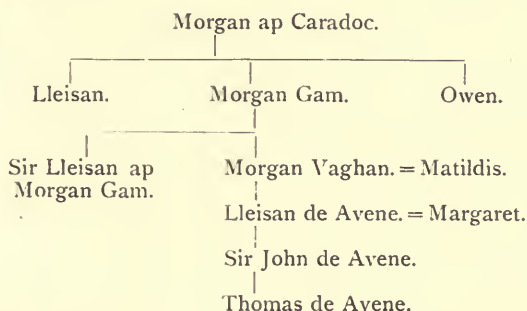 Morgan ap Caradoc.
Lleisan. Morgan Gam. Owen.
Sir Lleisan ap Morgan Vaghan. = Matildis.
Morgan Gam.
Lleisan de Avene. = Margaret.
Sir John de Avene.
Thomas de Avene.